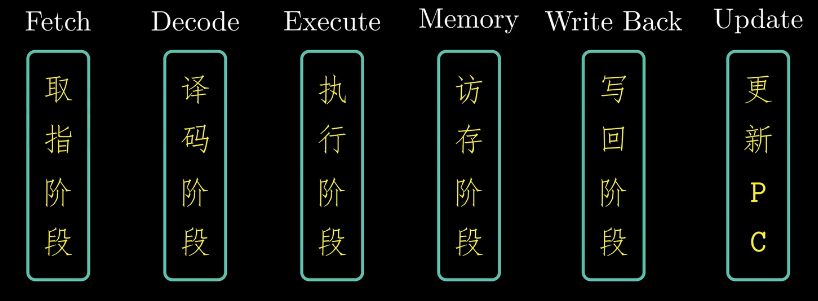 Fetch
Decode
Execute
Memory
Write Back
Update
取指阶段
译码阶段
执行阶段
访存阶段
写回阶段
更新PC